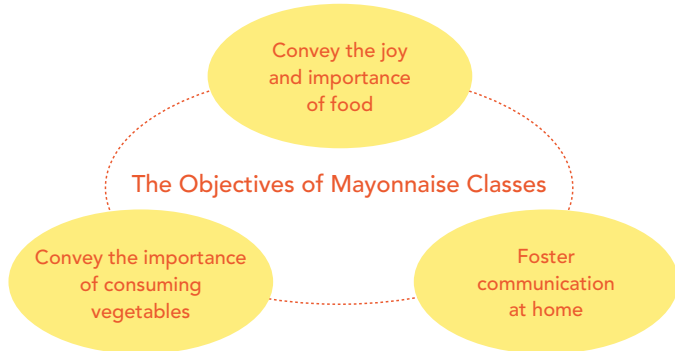 Convey the joy
and importance
of food
The Objectives of Mayonnaise Classes
Convey the importance
of consuming
vegetables
Foster
communication
at home